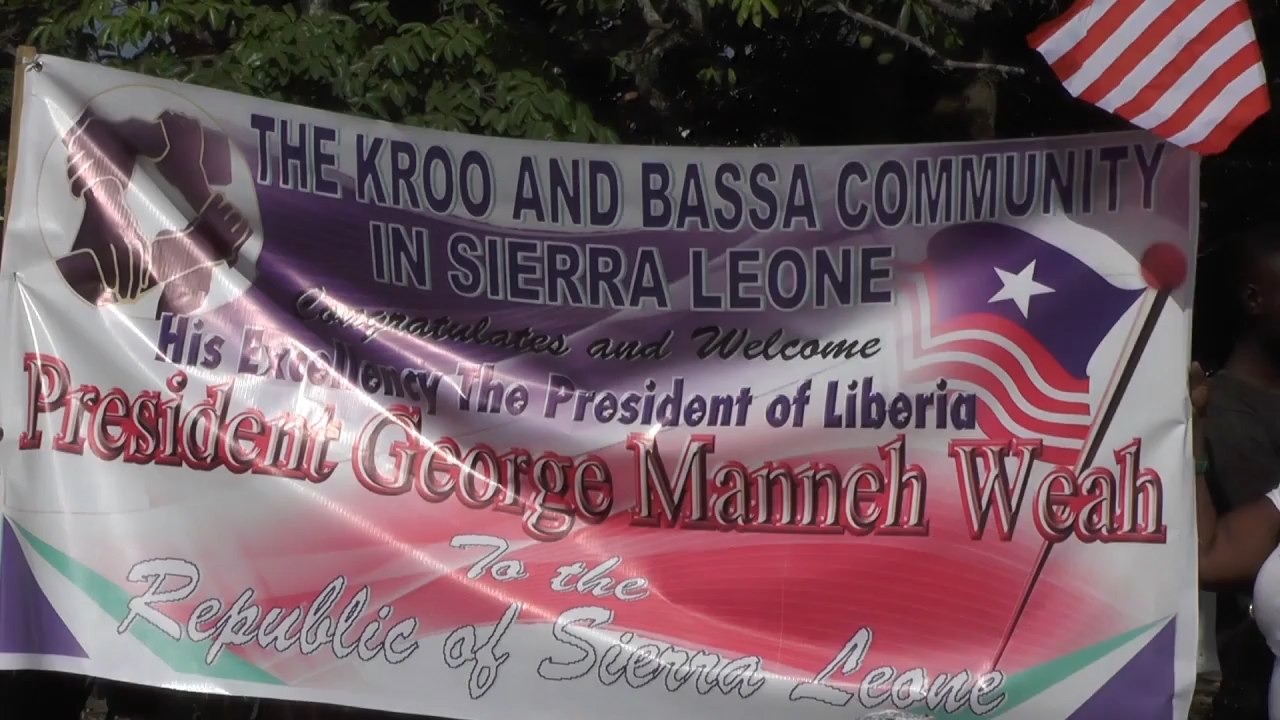 THE KROO AND BASSA COMMUNITY
IN SIERRA LEONE
Congratulates and Welcome
His Excellency The President of Liberia
President George Manneh Weah
To the
Republic of Sierra Leone